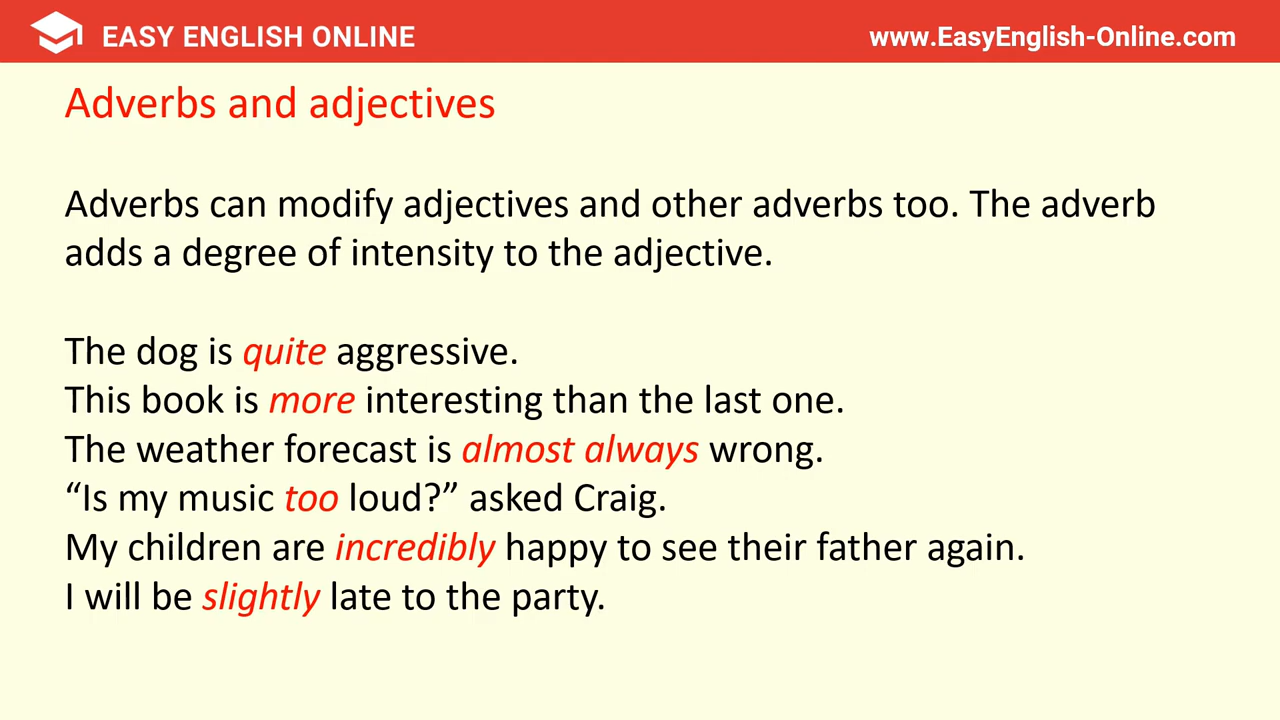 EASY ENGLISH ONLINE
www.EasyEnglish-Online.com
Adverbs and adjectives
Adverbs can modify adjectives and other adverbs too. The adverb
adds a degree of intensity to the adjective.
The dog is quite aggressive.
This book is more interesting than the last one.
The weather forecast is almost always wrong.
“Is my music too loud?” asked Craig.
My children are incredibly happy to see their father again.
I will be slightly late to the party.